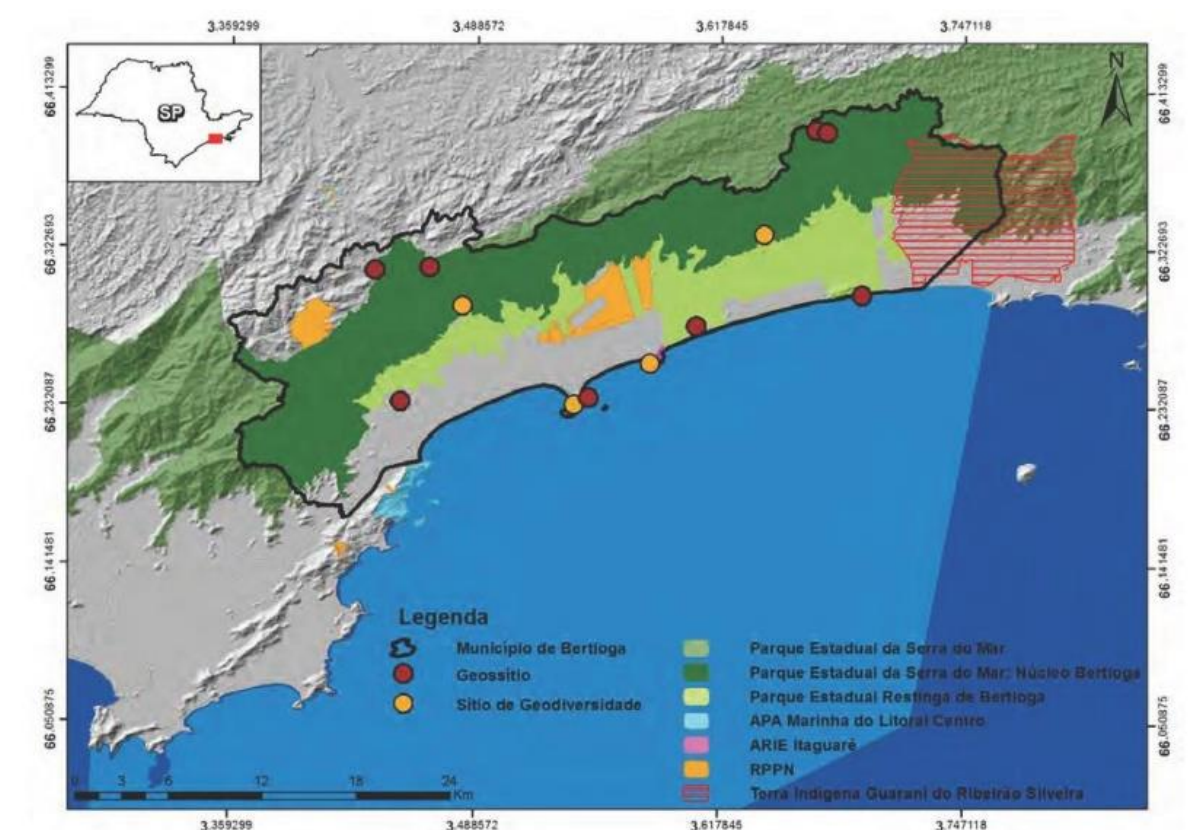 3.359299 3.488572 3.617845 3.747118
SP
N
66.413299
66.413299
66.322693
66.322693
66.232087
66.232087
66.141481
66.141481
66.050875
66.050875
Legenda
Município de Bertioga
Geossítio
Sítio de Geodiversidade
Parque Estadual da Serra do Mar
Parque Estadual da Serra do Mar: Núcleo Bertioga
Parque Estadual Restinga de Bertioga
APA Marinha do Litoral Centro
ARIE Itaguaré
RPPN
Terra Indígena Guarani do Ribeirão Silveira
0 3 6 12 18 24
Km
3.359299 3.488572 3.617845 3.747118